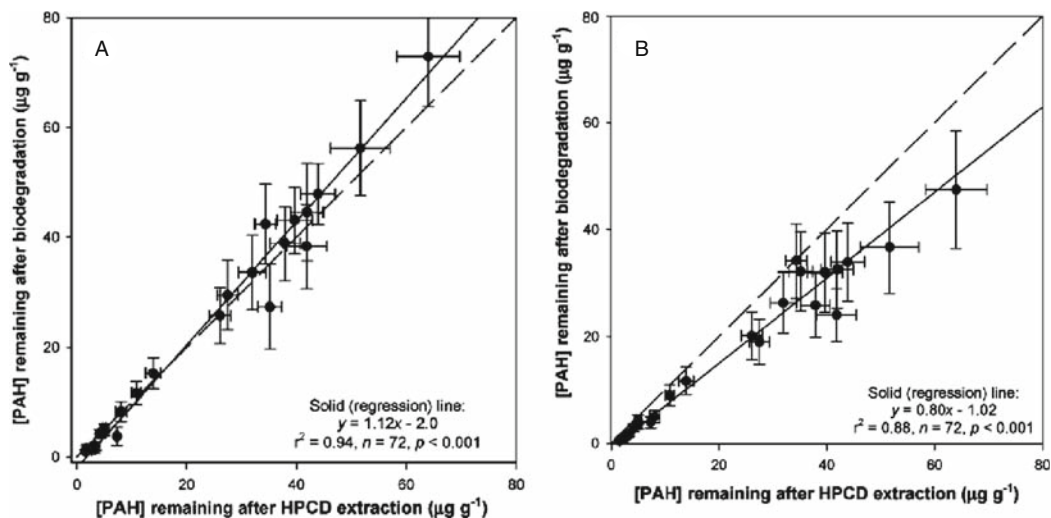 A
[PAH] remaining after biodegradation (µg g⁻¹)
80
60
40
20
0
Solid (regression) line:
y = 1.12x - 2.0
r² = 0.94, n = 72, p < 0.001
0 20 40 60 80
[PAH] remaining after HPCD extraction (µg g⁻¹)
B
[PAH] remaining after biodegradation (µg g⁻¹)
80
60
40
20
0
Solid (regression) line:
y = 0.80x - 1.02
r² = 0.88, n = 72, p < 0.001
0 20 40 60 80
[PAH] remaining after HPCD extraction (µg g⁻¹)